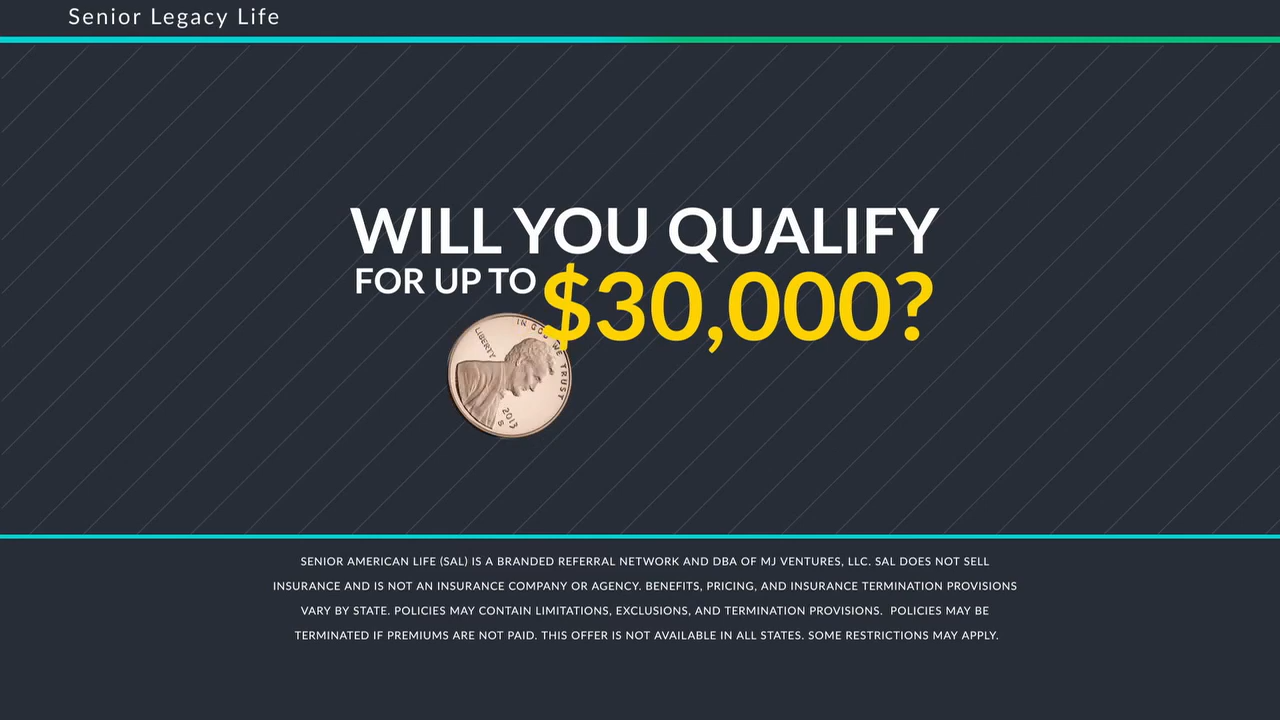 Senior Legacy Life
WILL YOU QUALIFY
FOR UP TO $30,000?
IN GOD WE TRUST
LIBERTY
2013
S
SENIOR AMERICAN LIFE (SAL) IS A BRANDED REFERRAL NETWORK AND DBA OF MJ VENTURES, LLC. SAL DOES NOT SELL
INSURANCE AND IS NOT AN INSURANCE COMPANY OR AGENCY. BENEFITS, PRICING, AND INSURANCE TERMINATION PROVISIONS
VARY BY STATE. POLICIES MAY CONTAIN LIMITATIONS, EXCLUSIONS, AND TERMINATION PROVISIONS. POLICIES MAY BE
TERMINATED IF PREMIUMS ARE NOT PAID. THIS OFFER IS NOT AVAILABLE IN ALL STATES. SOME RESTRICTIONS MAY APPLY.